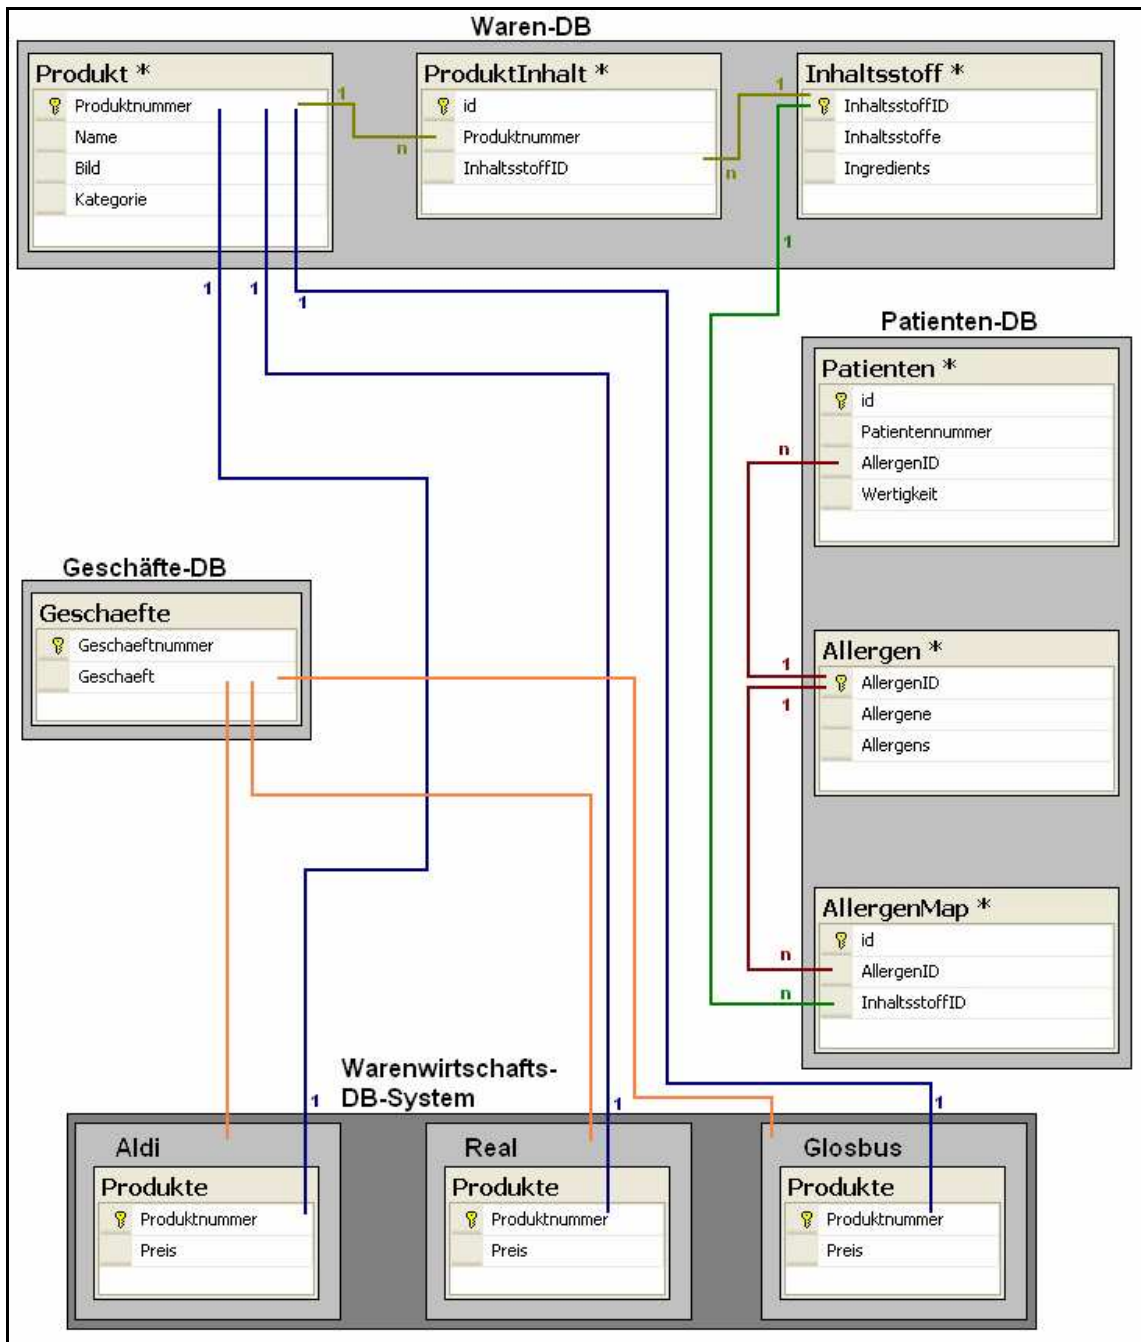 Waren-DB
Produkt *
Produktnummer
Name
Bild
Kategorie
1
n
ProduktInhalt *
id
Produktnummer
InhaltsstoffID
1
n
Inhaltsstoff *
InhaltsstoffID
Inhaltsstoffe
Ingredients
1
1
1
1
Patienten-DB
Patienten *
id
Patientennummer
AllergenID
Wertigkeit
n
Geschäfte-DB
Geschaefte
Geschaeftnummer
Geschaeft
1
1
Allergen *
AllergenID
Allergene
Allergens
AllergenMap *
id
AllergenID
InhaltsstoffID
n
n
Warenwirtschafts-
DB-System
1
1
1
Aldi
Produkte
Produktnummer
Preis
Real
Produkte
Produktnummer
Preis
Glosbus
Produkte
Produktnummer
Preis